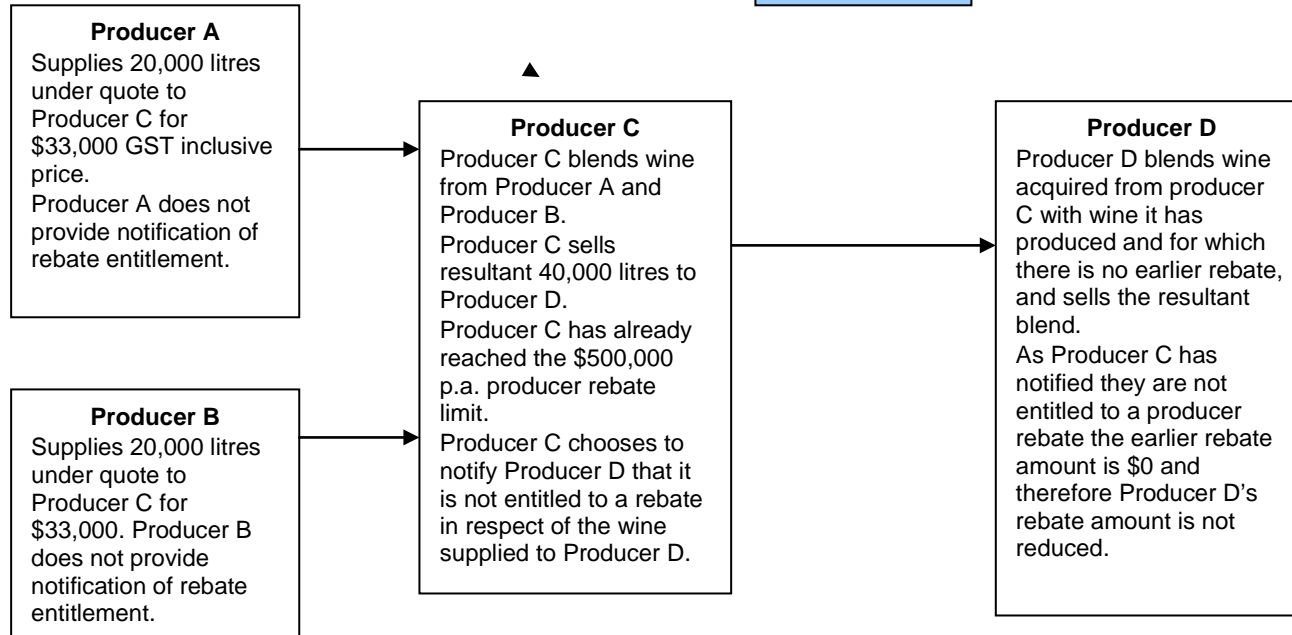 Producer A
Supplies 20,000 litres
under quote to
Producer C for
$33,000 GST inclusive
price.
Producer A does not
provide notification of
rebate entitlement.
Producer B
Supplies 20,000 litres
under quote to
Producer C for
$33,000. Producer B
does not provide
notification of rebate
entitlement.
Producer C
Producer C blends wine
from Producer A and
Producer B.
Producer C sells
resultant 40,000 litres to
Producer D.
Producer C has already
reached the $500,000
p.a. producer rebate
limit.
Producer C chooses to
notify Producer D that it
is not entitled to a rebate
in respect of the wine
supplied to Producer D.
Producer D
Producer D blends wine
acquired from producer
C with wine it has
produced and for which
there is no earlier rebate,
and sells the resultant
blend.
As Producer C has
notified they are not
entitled to a producer
rebate the earlier rebate
amount is $0 and
therefore Producer D’s
rebate amount is not
reduced.